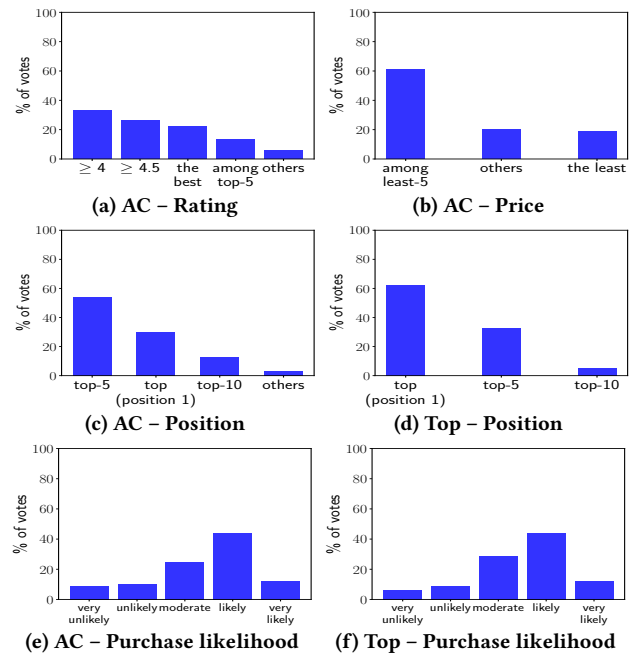 % of votes
100
80
60
40
20
0
≥ 4 ≥ 4.5 the best among top-5 others
(a) AC – Rating
% of votes
100
80
60
40
20
0
among least-5 others the least
(b) AC – Price
% of votes
100
80
60
40
20
0
top-5 top (position 1) top-10 others
(c) AC – Position
% of votes
100
80
60
40
20
0
top (position 1) top-5 top-10
(d) Top – Position
% of votes
100
80
60
40
20
0
very unlikely unlikely moderate likely very likely
(e) AC – Purchase likelihood
% of votes
100
80
60
40
20
0
very unlikely unlikely moderate likely very likely
(f) Top – Purchase likelihood